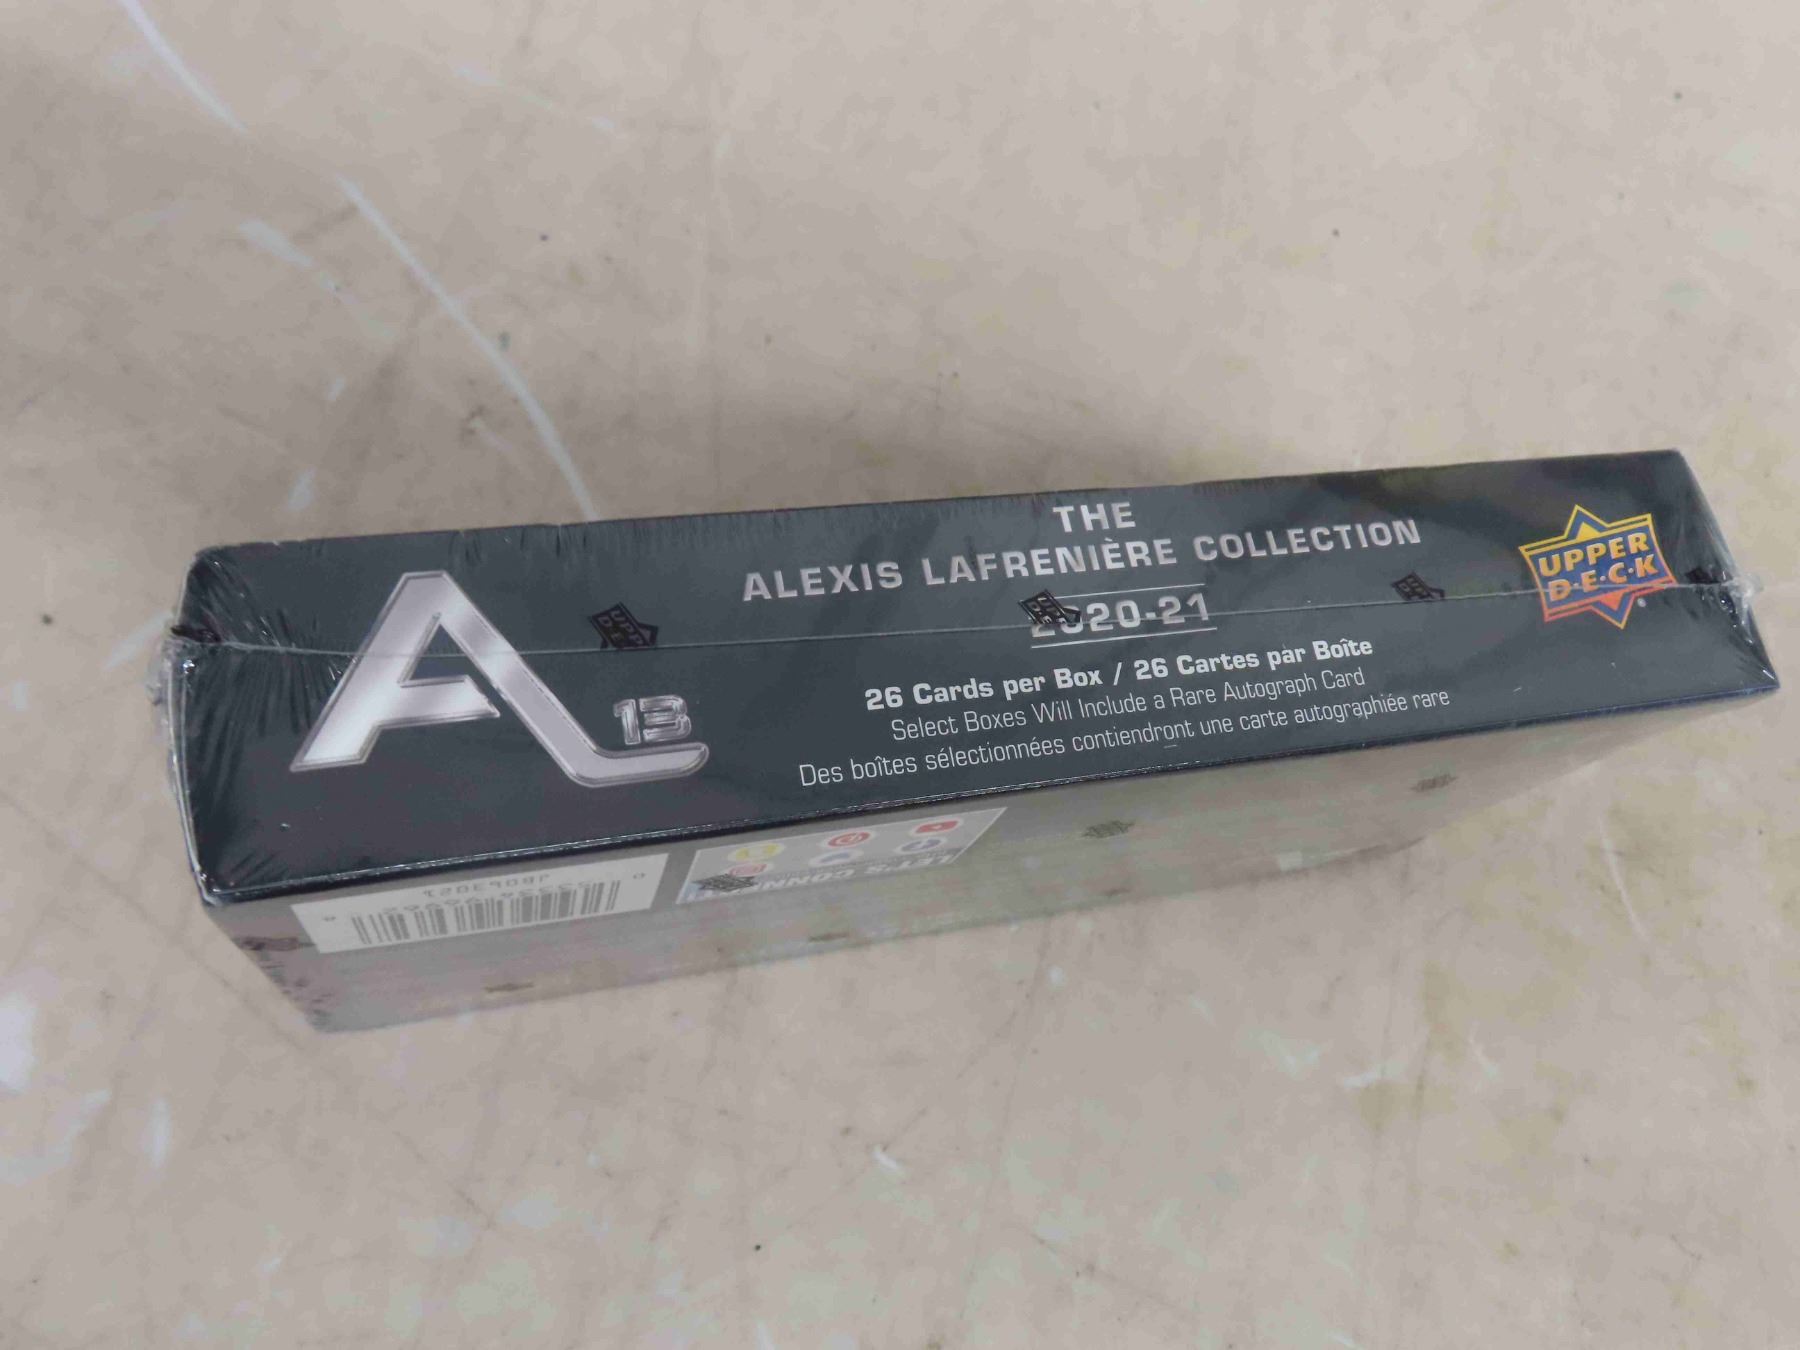 THE
ALEXIS LAFRENIÈRE COLLECTION
2020-21
26 Cards per Box / 26 Cartes par Boîte
Select Boxes Will Include a Rare Autograph Card
Des boîtes sélectionnées contiendront une carte autographiée rare
AL 13
UPPER
D·E·C·K